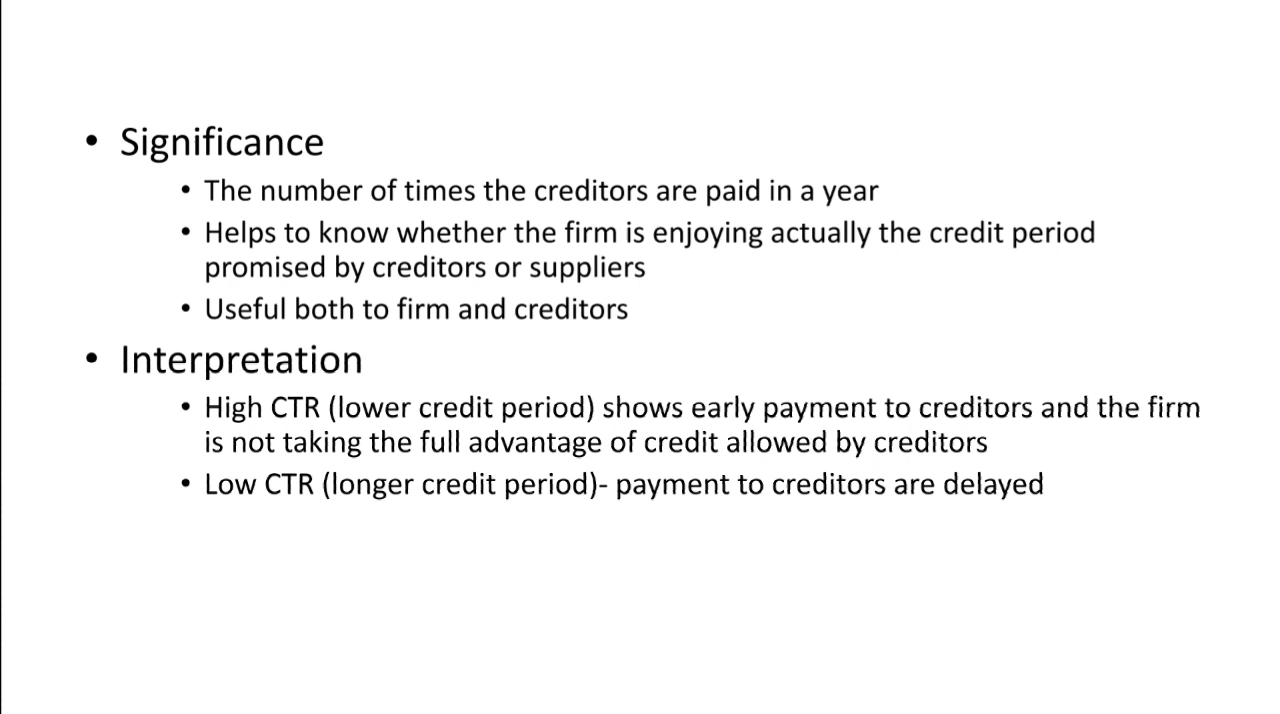 • Significance
• The number of times the creditors are paid in a year
• Helps to know whether the firm is enjoying actually the credit period
promised by creditors or suppliers
• Useful both to firm and creditors
• Interpretation
• High CTR (lower credit period) shows early payment to creditors and the firm
is not taking the full advantage of credit allowed by creditors
• Low CTR (longer credit period)- payment to creditors are delayed